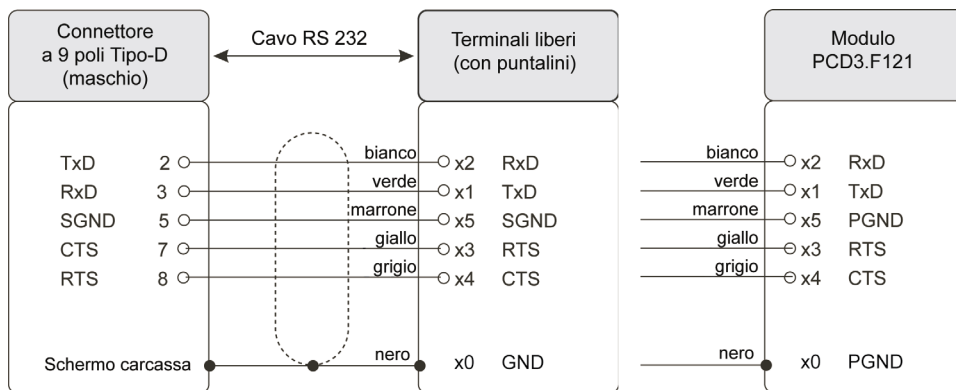 Connettore
a 9 poli Tipo-D
(maschio)
Cavo RS 232
Terminali liberi
(con puntalini)
Modulo
PCD3.F121
TxD 2 bianco x2 RxD bianco x2 RxD
RxD 3 verde x1 TxD verde x1 TxD
SGND 5 marrone x5 SGND marrone x5 PGND
CTS 7 giallo x3 RTS giallo x3 RTS
RTS 8 grigio x4 CTS grigio x4 CTS
Schermo carcassa nero x0 GND nero x0 PGND